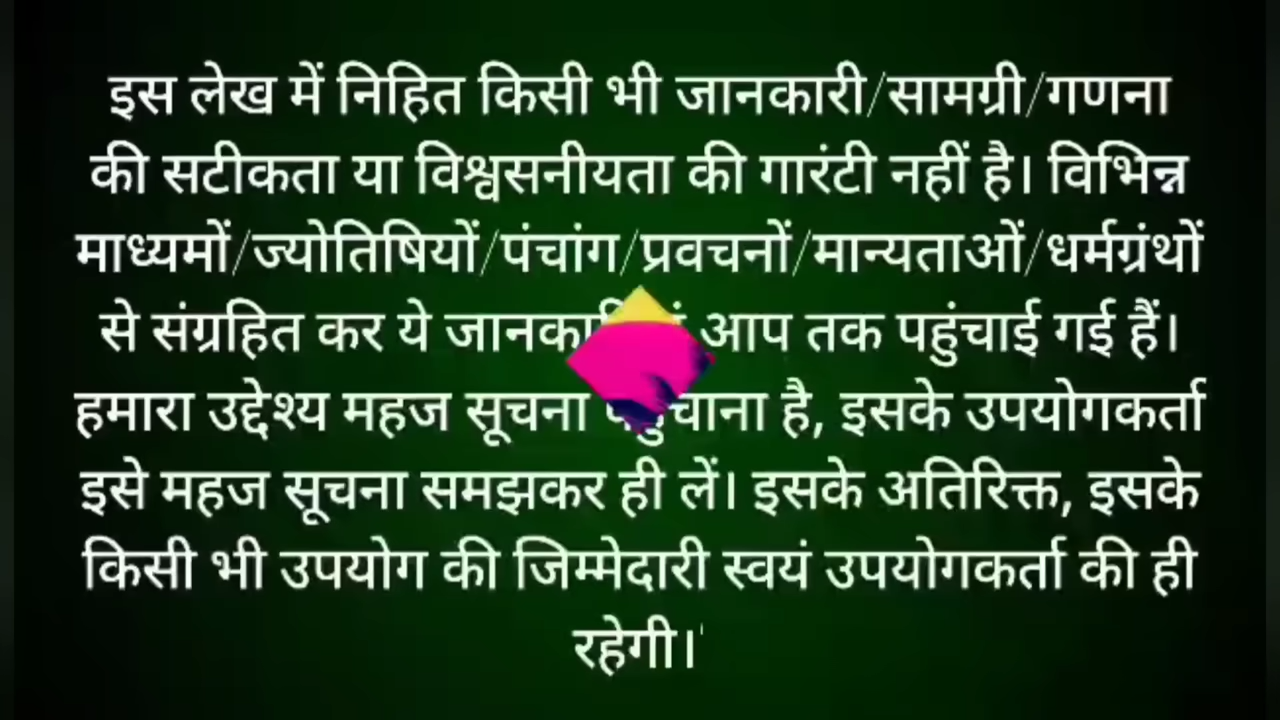 इस लेख में निहित किसी भी जानकारी/सामग्री/गणना
की सटीकता या विश्वसनीयता की गारंटी नहीं है। विभिन्न
माध्यमों/ज्योतिषियों/पंचांग/प्रवचनों/मान्यताओं/धर्मग्रंथों
से संग्रहित कर ये आप तक पहुंचाई गई हैं।
हमारा उद्देश्य महज सूचना है, इसके उपयोगकर्ता
इसे महज सूचना समझकर ही लें। इसके अतिरिक्त, इसके
किसी भी उपयोग की जिम्मेदारी स्वयं उपयोगकर्ता की ही
रहेगी।'